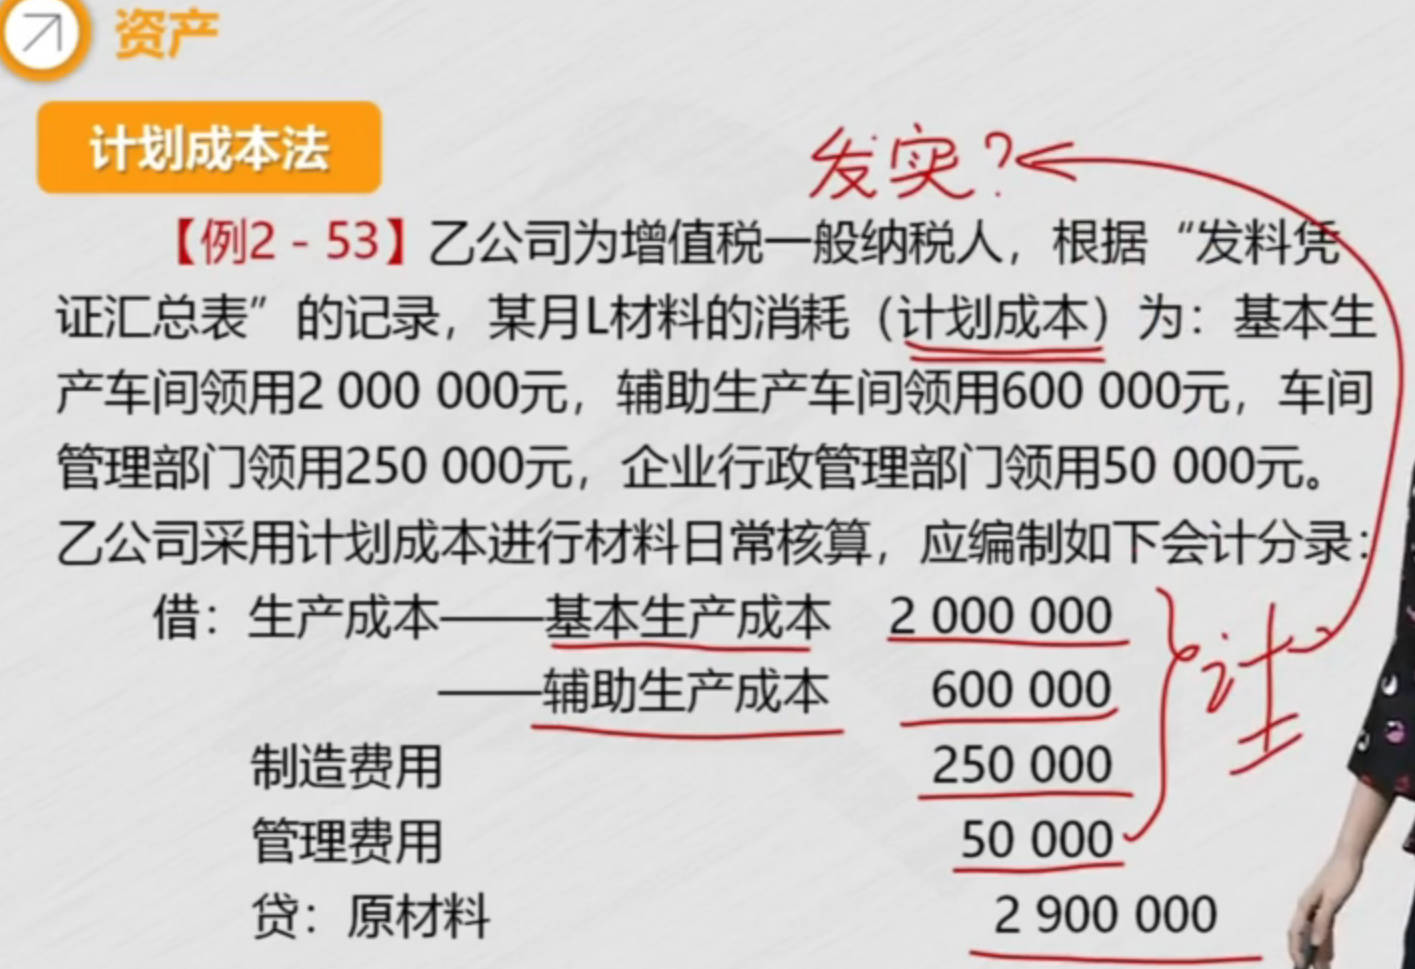 资产
计划成本法
发实?
【例2-53】乙公司为增值税一般纳税人，根据“发料凭
证汇总表”的记录，某月L材料的消耗（计划成本）为：基本生
产车间领用2 000 000元，辅助生产车间领用600 000元，车间
管理部门领用250 000元，企业行政管理部门领用50 000元。
乙公司采用计划成本进行材料日常核算，应编制如下会计分录：
借：生产成本——基本生产成本 2 000 000
——辅助生产成本 600 000
计
制造费用 250 000
管理费用 50 000
贷：原材料 2 900 000